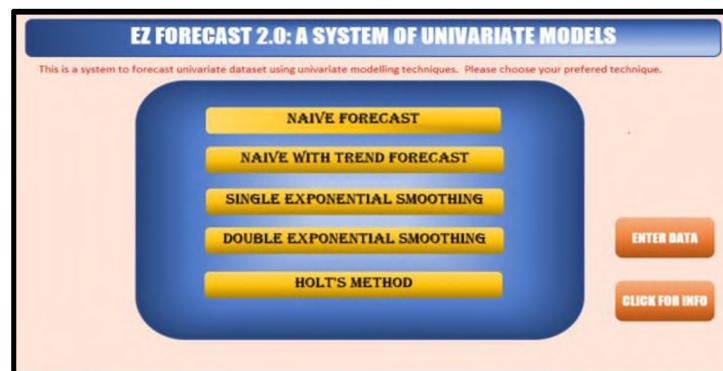 EZ FORECAST 2.0: A SYSTEM OF UNIVARIATE MODELS
This is a system to forecast univariate dataset using univariate modelling techniques. Please choose your prefered technique.
NAIVE FORECAST
NAIVE WITH TREND FORECAST
SINGLE EXPONENTIAL SMOOTHING
DOUBLE EXPONENTIAL SMOOTHING
ENTER DATA
HOLT'S METHOD
CLICK FOR INFO